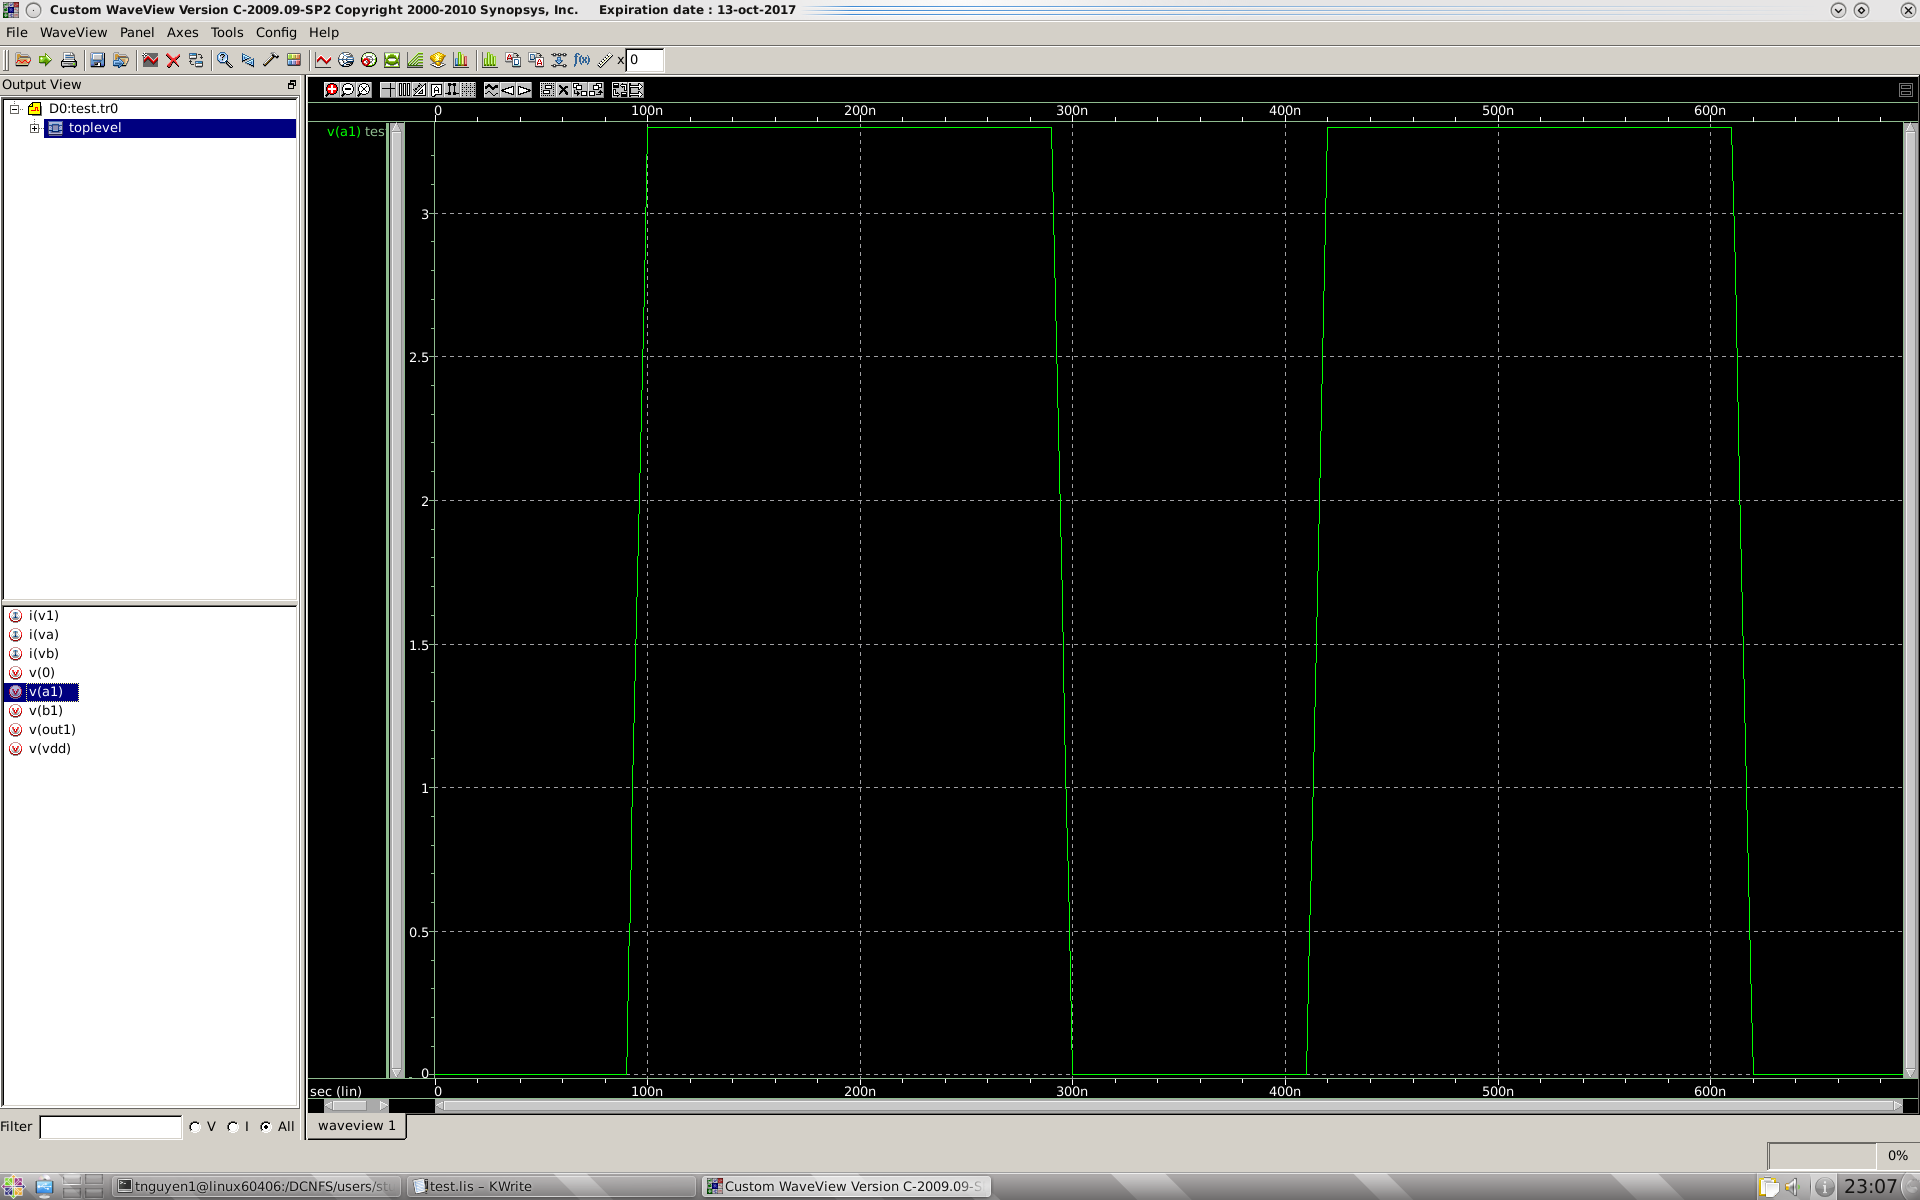 Custom WaveView Version C-2009.09-SP2 Copyright 2000-2010 Synopsys, Inc. Expiration date : 13-oct-2017
File WaveView Panel Axes Tools Config Help
x 0
Output View
D0:test.tr0
toplevel
0 100n 200n 300n 400n 500n 600n
v(a1) tes
3
2.5
2
1.5
1
0.5
0
i(v1)
i(va)
i(vb)
v(0)
v(a1)
v(b1)
v(out1)
v(vdd)
sec (lin) 0 100n 200n 300n 400n 500n 600n
Filter V I All
waveview 1
0%
tnguyen1@linux60406:/DCNFS/users/st
test.lis – KWrite
Custom WaveView Version C-2009.09-S
23:07